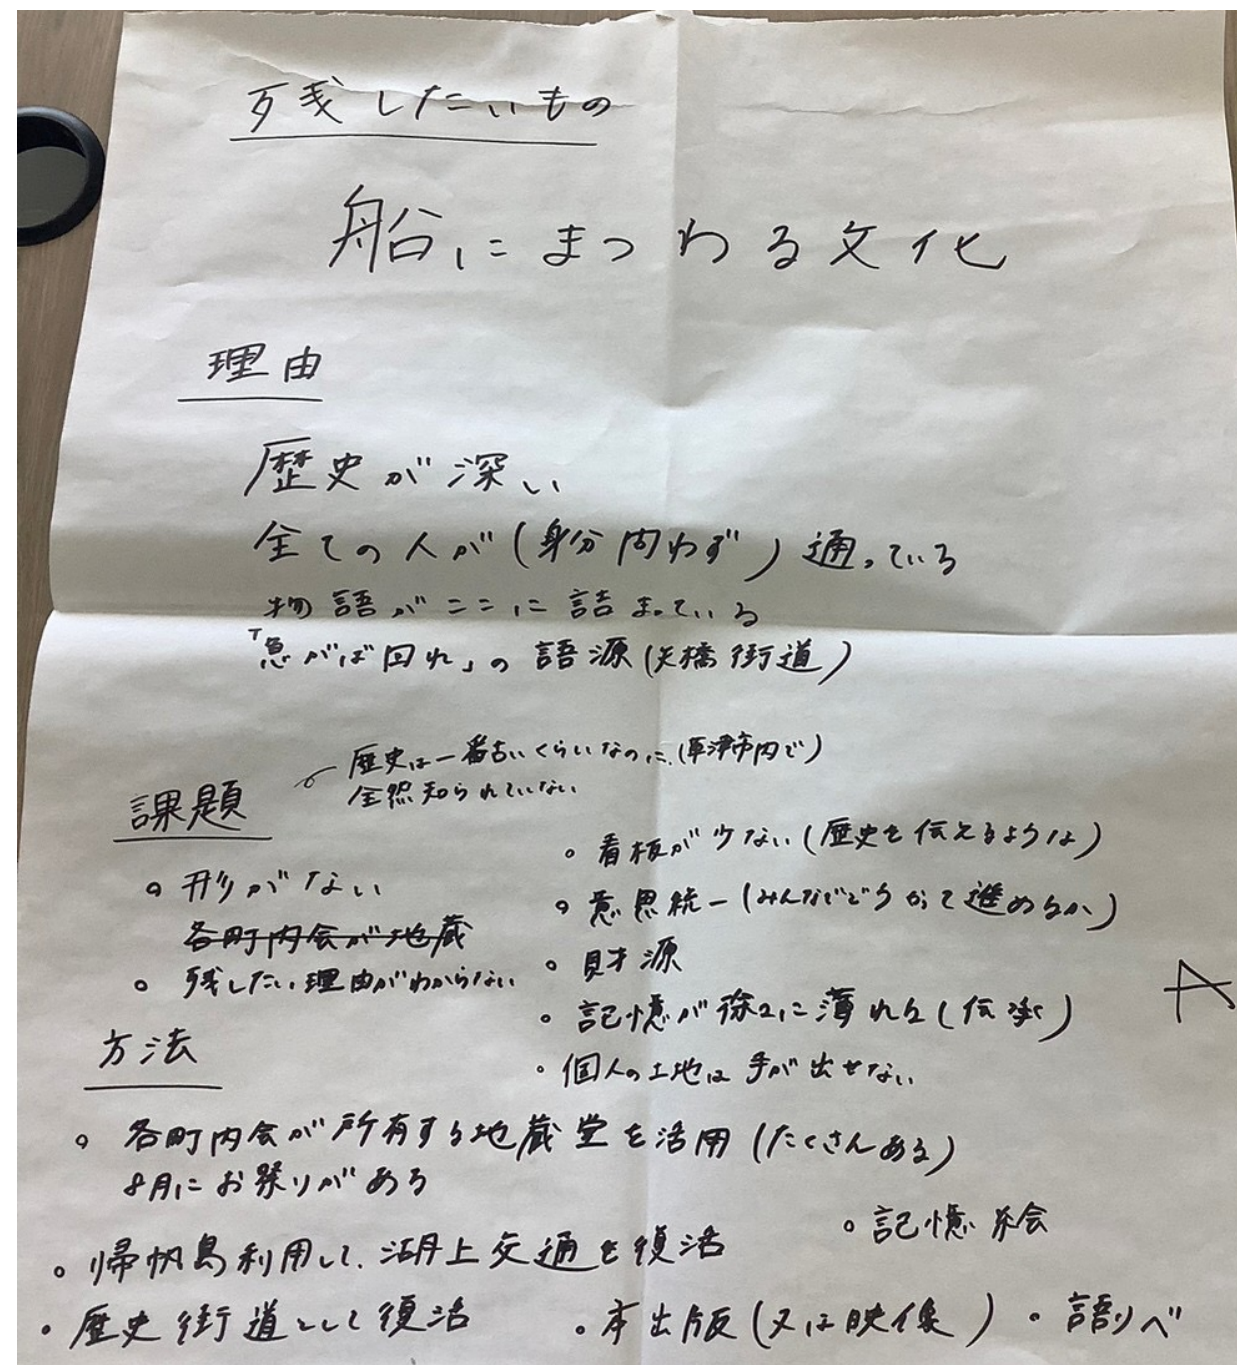 残したいもの
船にまつわる文化
理由
歴史が深い
全ての人が(身分問わず)通っている
物語がここに詰まっている
「急がば回れ」の語源(矢橋街道)
課題
歴史は一番古いくらいなのに、(草津市内で)
全然知られていない
。形がない
各町内会が地蔵
。残したい理由がわからない
。看板が少ない(歴史を伝えるような)
。意思統一(みんなでどうやって進めるか)
。財源
・記憶が徐々に薄れる(伝承)
・個人の土地は手が出せない
A
方法
。各町内会が所有する地蔵堂を活用(たくさんある)
8月にお祭りがある
。記憶絵
。帰帆島利用して、湖上交通を復活
・歴史街道として復活
・本出版(又は映像)
・語りべ